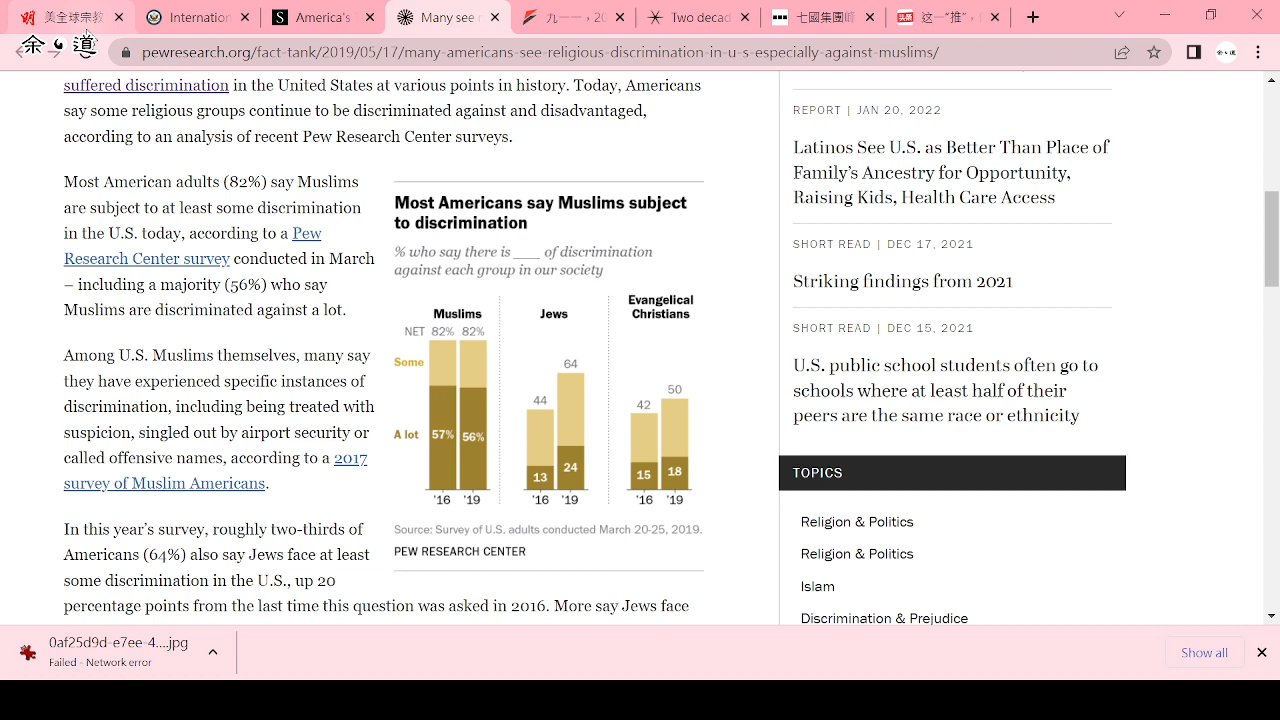 美全球宗教
Internation
America's
Many see
九一一，20
Two decad
七國集團
头条
这一“推”，
余 道
pewresearch.org/fact-tank/2019/05/17/many-americans-see-religious-discrimination-in-u-s-especially-against-muslims/
suffered discrimination in the United States at various points in history. Today, Americans
say some religious groups continue to be discriminated against and disadvantaged,
according to an analysis of recent Pew Research Center surveys.
Most American adults (82%) say Muslims
are subject to at least some discrimination
in the U.S. today, according to a Pew
Research Center survey conducted in March
– including a majority (56%) who say
Muslims are discriminated against a lot.
Among U.S. Muslims themselves, many say
they have experienced specific instances of
discrimination, including being treated with
suspicion, singled out by airport security or
called offensive names, according to a 2017
survey of Muslim Americans.
In this year's survey, roughly two-thirds of
Americans (64%) also say Jews face at least
some discrimination in the U.S., up 20
percentage points from the last time this question was asked in 2016. More say Jews face
Most Americans say Muslims subject
to discrimination
% who say there is ___ of discrimination
against each group in our society
Muslims
Jews
Evangelical
Christians
NET 82% 82%
44 64
42 50
Some
A lot
57% 56%
13 24
15 18
'16 '19
'16 '19
'16 '19
Source: Survey of U.S. adults conducted March 20-25, 2019.
PEW RESEARCH CENTER
REPORT | JAN 20, 2022
Latinos See U.S. as Better Than Place of
Family's Ancestry for Opportunity,
Raising Kids, Health Care Access
SHORT READ | DEC 17, 2021
Striking findings from 2021
SHORT READ | DEC 15, 2021
U.S. public school students often go to
schools where at least half of their
peers are the same race or ethnicity
TOPICS
Religion & Politics
Religion & Politics
Islam
Discrimination & Prejudice
0af25d9d-e7ee-4....jpg
Failed - Network error
Show all